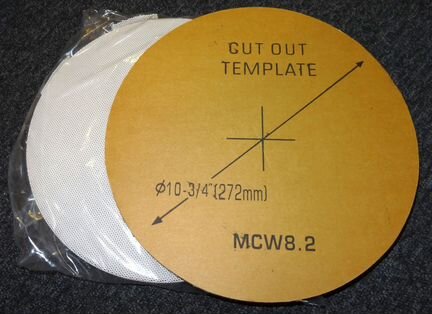 CUT OUT
TEMPLATE
Ø10-3/4"(272mm)
MCW8.2